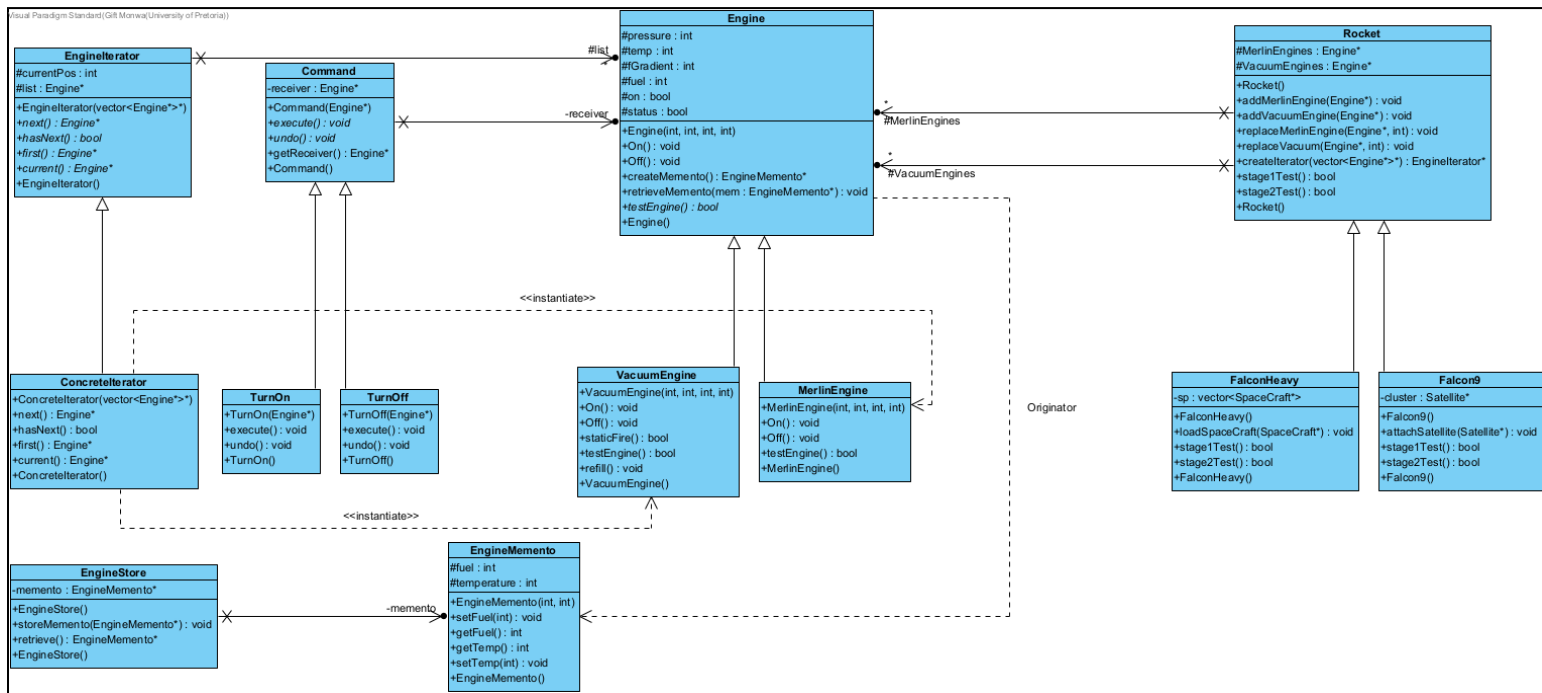 Visual Paradigm Standard(Gift Monwa(University of Pretoria))
EngineIterator
#currentPos : int
#list : Engine*
+EngineIterator(vector<Engine*>*)
+next() : Engine*
+hasNext() : bool
+first() : Engine*
+current() : Engine*
+EngineIterator()
#list
*
Command
-receiver : Engine*
+Command(Engine*)
+execute() : void
+undo() : void
+getReceiver() : Engine*
+Command()
-receiver
Engine
#pressure : int
#temp : int
#fGradient : int
#fuel : int
#on : bool
#status : bool
+Engine(int, int, int, int)
+On() : void
+Off() : void
+createMemento() : EngineMemento*
+retrieveMemento(mem : EngineMemento*) : void
+testEngine() : bool
+Engine()
*
#MerlinEngines
*
#VacuumEngines
Rocket
#MerlinEngines : Engine*
#VacuumEngines : Engine*
+Rocket()
+addMerlinEngine(Engine*) : void
+addVacuumEngine(Engine*) : void
+replaceMerlinEngine(Engine*, int) : void
+replaceVacuum(Engine*, int) : void
+createIterator(vector<Engine*>*) : EngineIterator*
+stage1Test() : bool
+stage2Test() : bool
+Rocket()
<<instantiate>>
ConcreteIterator
+ConcreteIterator(vector<Engine*>*)
+next() : Engine*
+hasNext() : bool
+first() : Engine*
+current() : Engine*
+ConcreteIterator()
TurnOn
+TurnOn(Engine*)
+execute() : void
+undo() : void
+TurnOn()
TurnOff
+TurnOff(Engine*)
+execute() : void
+undo() : void
+TurnOff()
VacuumEngine
+VacuumEngine(int, int, int, int)
+On() : void
+Off() : void
+staticFire() : bool
+testEngine() : bool
+refill() : void
+VacuumEngine()
MerlinEngine
+MerlinEngine(int, int, int, int)
+On() : void
+Off() : void
+testEngine() : bool
+MerlinEngine()
Originator
FalconHeavy
-sp : vector<SpaceCraft*>
+FalconHeavy()
+loadSpaceCraft(SpaceCraft*) : void
+stage1Test() : bool
+stage2Test() : bool
+FalconHeavy()
Falcon9
-cluster : Satellite*
+Falcon9()
+attachSatellite(Satellite*) : void
+stage1Test() : bool
+stage2Test() : bool
+Falcon9()
<<instantiate>>
EngineStore
-memento : EngineMemento*
+EngineStore()
+storeMemento(EngineMemento*) : void
+retrieve() : EngineMemento*
+EngineStore()
-memento
EngineMemento
#fuel : int
#temperature : int
+EngineMemento(int, int)
+setFuel(int) : void
+getFuel() : int
+getTemp() : int
+setTemp(int) : void
+EngineMemento()